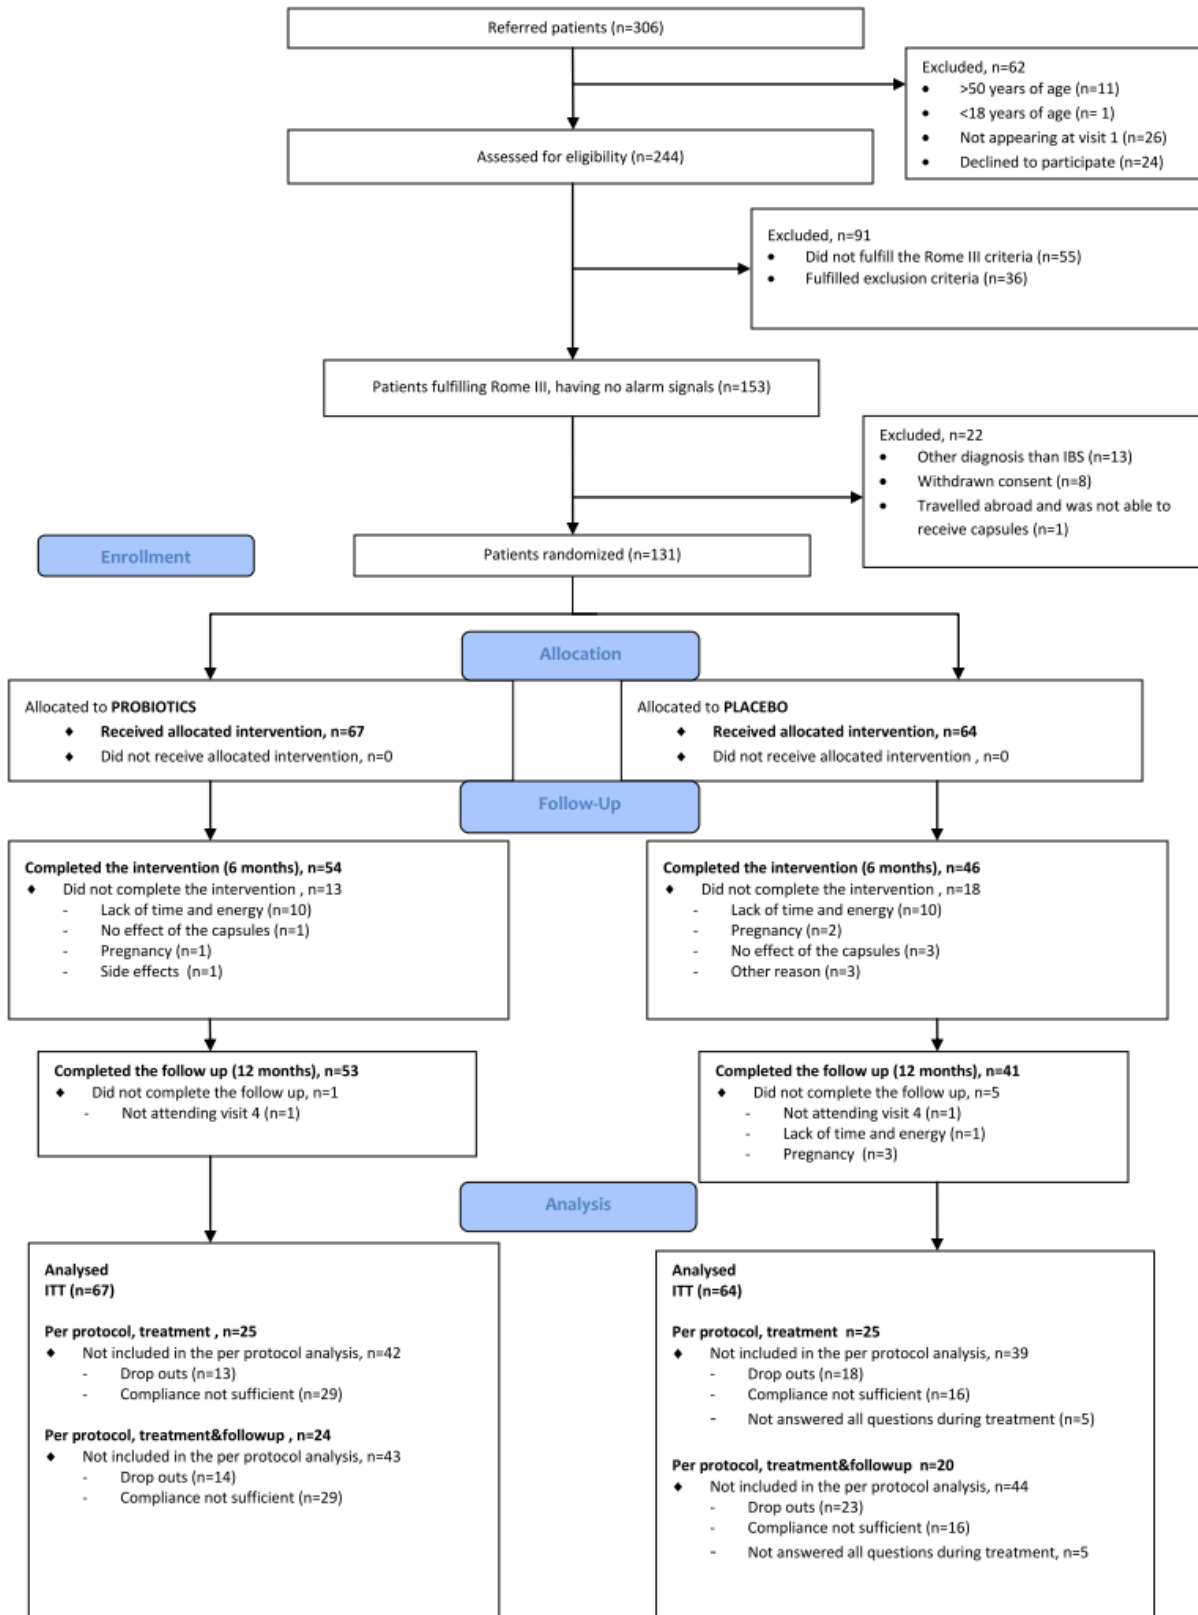 Referred patients (n=306)
Excluded, n=62
• >50 years of age (n=11)
• <18 years of age (n= 1)
• Not appearing at visit 1 (n=26)
• Declined to participate (n=24)
Assessed for eligibility (n=244)
Excluded, n=91
• Did not fulfill the Rome III criteria (n=55)
• Fulfilled exclusion criteria (n=36)
Patients fulfilling Rome III, having no alarm signals (n=153)
Excluded, n=22
• Other diagnosis than IBS (n=13)
• Withdrawn consent (n=8)
• Travelled abroad and was not able to
receive capsules (n=1)
Enrollment
Patients randomized (n=131)
Allocation
Allocated to PROBIOTICS
♦ Received allocated intervention, n=67
♦ Did not receive allocated intervention, n=0
Allocated to PLACEBO
♦ Received allocated intervention, n=64
♦ Did not receive allocated intervention , n=0
Follow-Up
Completed the intervention (6 months), n=54
♦ Did not complete the intervention , n=13
- Lack of time and energy (n=10)
- No effect of the capsules (n=1)
- Pregnancy (n=1)
- Side effects (n=1)
Completed the intervention (6 months), n=46
♦ Did not complete the intervention , n=18
- Lack of time and energy (n=10)
- Pregnancy (n=2)
- No effect of the capsules (n=3)
- Other reason (n=3)
Completed the follow up (12 months), n=53
♦ Did not complete the follow up, n=1
- Not attending visit 4 (n=1)
Completed the follow up (12 months), n=41
♦ Did not complete the follow up, n=5
- Not attending visit 4 (n=1)
- Lack of time and energy (n=1)
- Pregnancy (n=3)
Analysis
Analysed
ITT (n=67)
Per protocol, treatment , n=25
♦ Not included in the per protocol analysis, n=42
- Drop outs (n=13)
- Compliance not sufficient (n=29)
Per protocol, treatment&followup , n=24
♦ Not included in the per protocol analysis, n=43
- Drop outs (n=14)
- Compliance not sufficient (n=29)
Analysed
ITT (n=64)
Per protocol, treatment n=25
♦ Not included in the per protocol analysis, n=39
- Drop outs (n=18)
- Compliance not sufficient (n=16)
- Not answered all questions during treatment (n=5)
Per protocol, treatment&followup n=20
♦ Not included in the per protocol analysis, n=44
- Drop outs (n=23)
- Compliance not sufficient (n=16)
- Not answered all questions during treatment, n=5